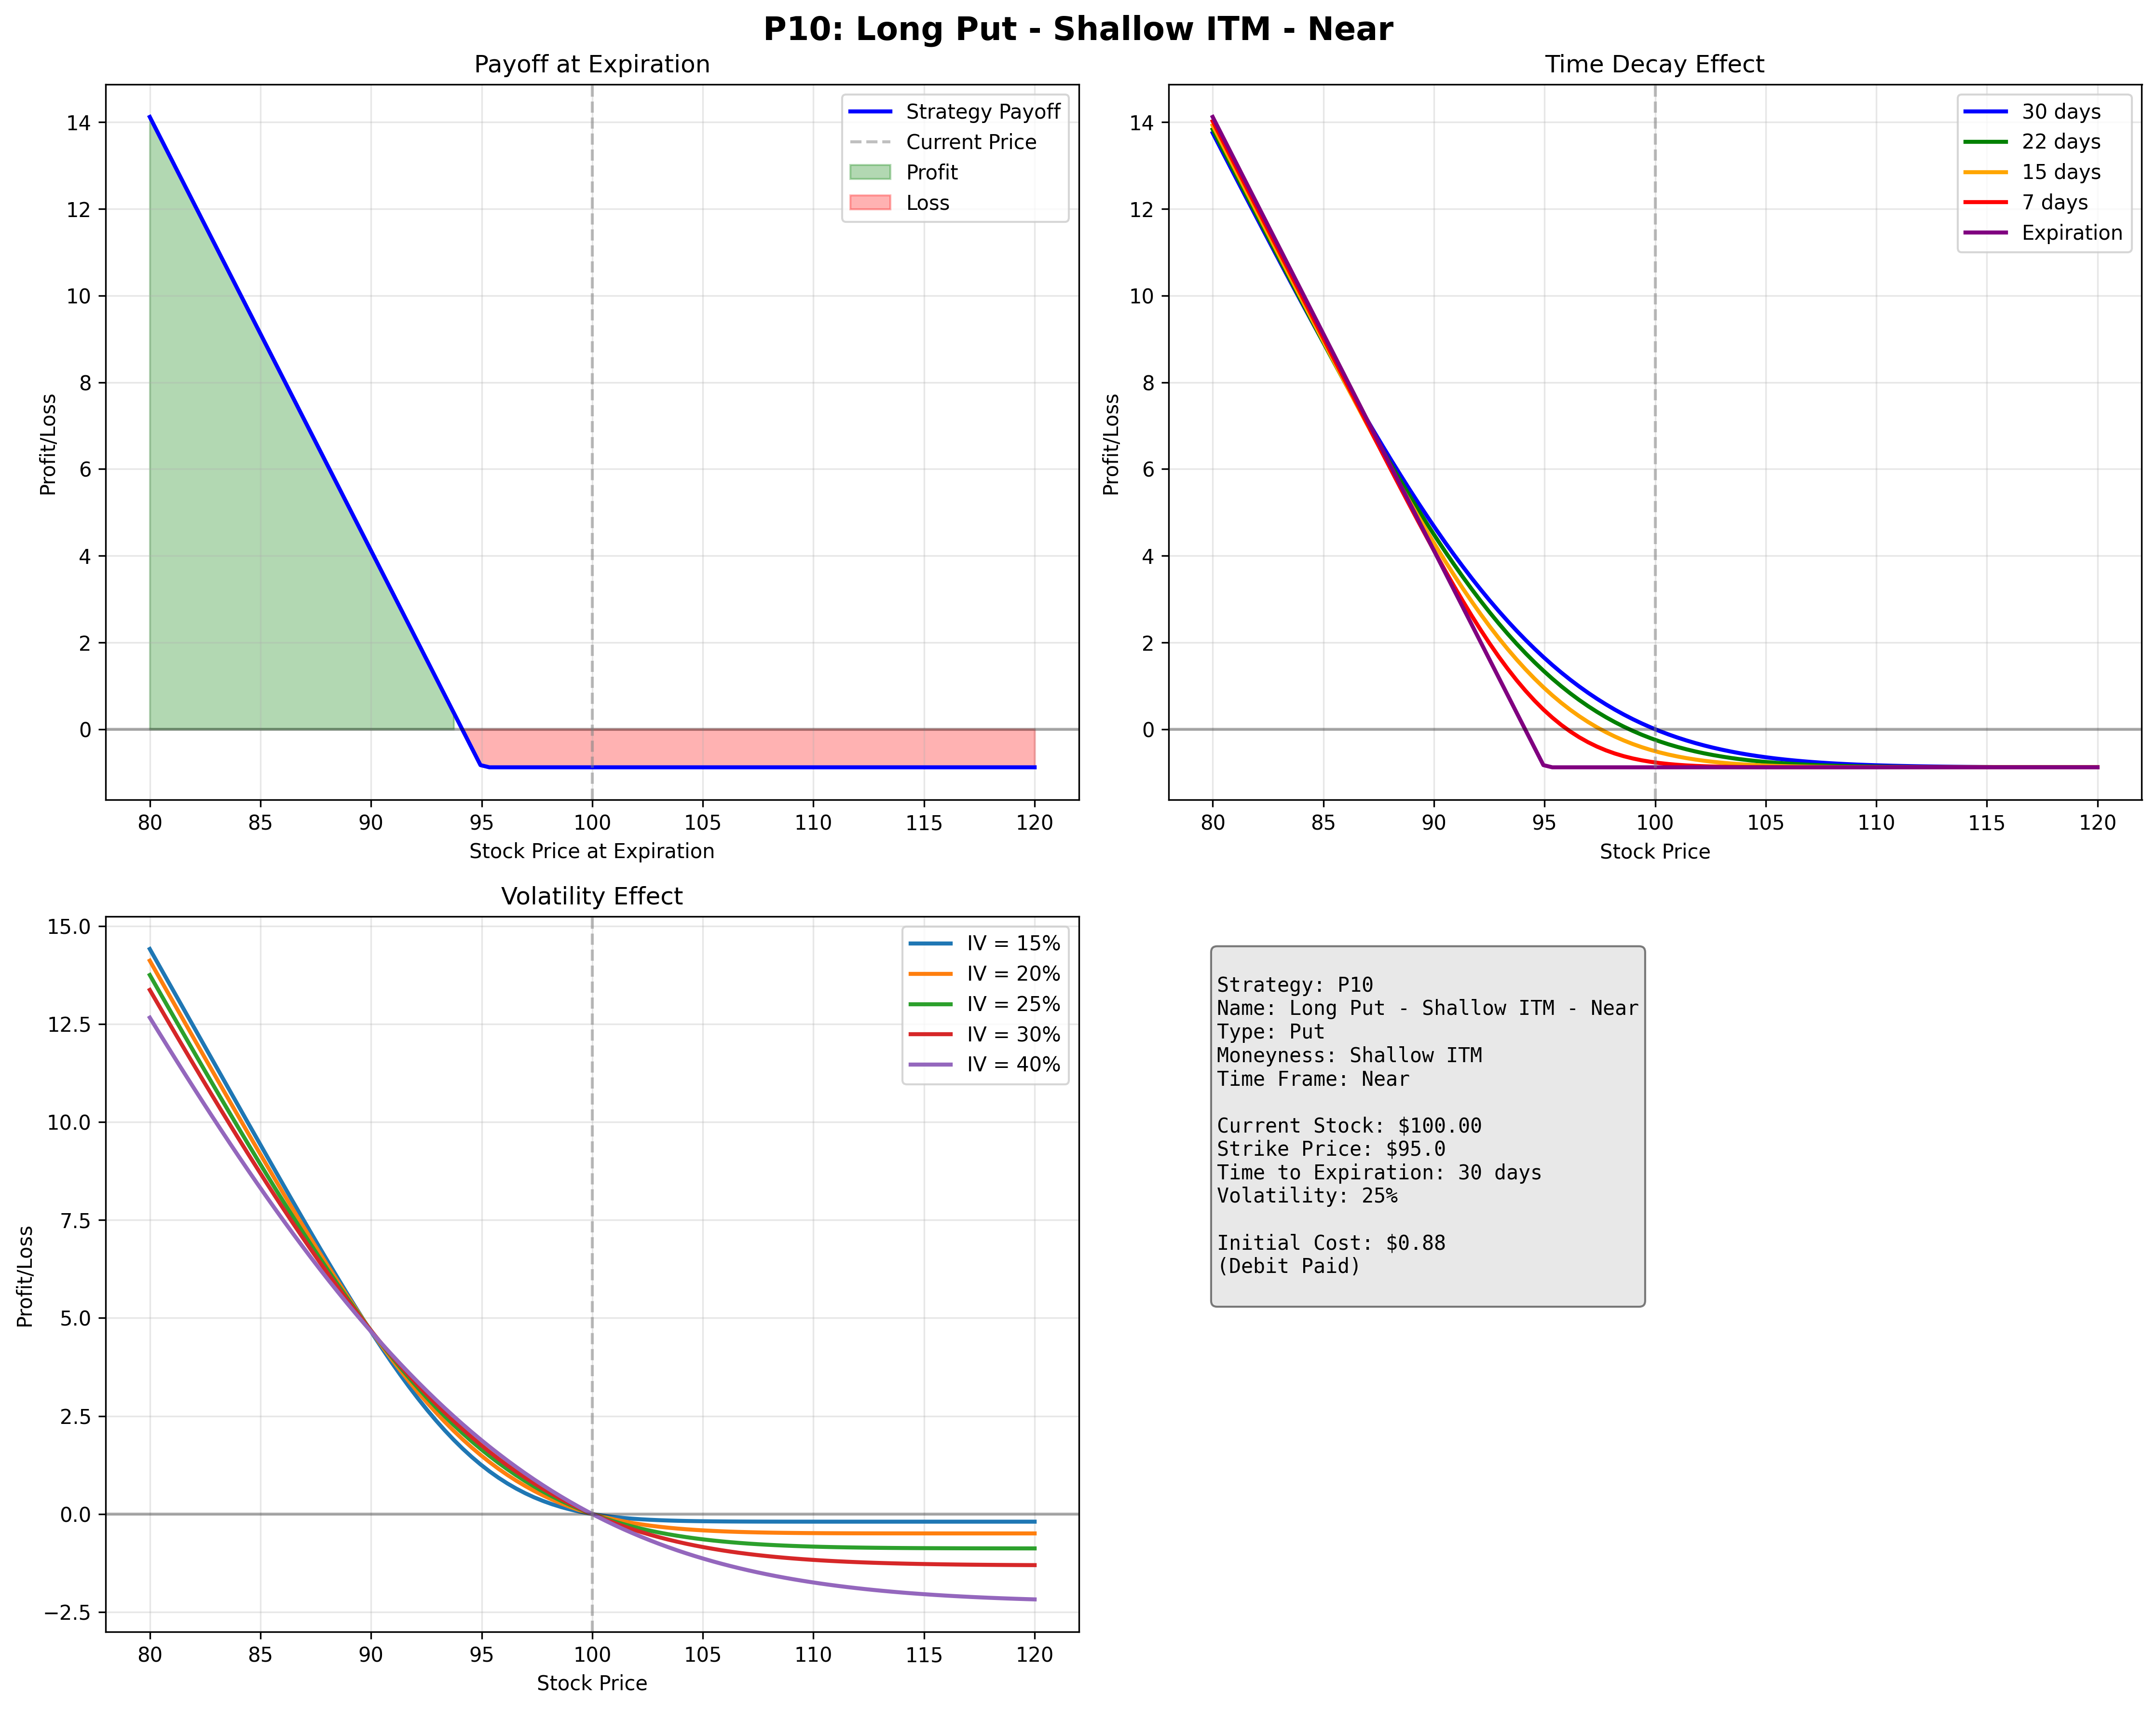 P10: Long Put - Shallow ITM - Near
Payoff at Expiration
Strategy Payoff
Current Price
Profit
Loss
14
12
10
8
6
4
2
0
Profit/Loss
80 85 90 95 100 105 110 115 120
Stock Price at Expiration
Time Decay Effect
30 days
22 days
15 days
7 days
Expiration
14
12
10
8
6
4
2
0
Profit/Loss
80 85 90 95 100 105 110 115 120
Stock Price
Volatility Effect
IV = 15%
IV = 20%
IV = 25%
IV = 30%
IV = 40%
15.0
12.5
10.0
7.5
5.0
2.5
0.0
−2.5
Profit/Loss
80 85 90 95 100 105 110 115 120
Stock Price
Strategy: P10
Name: Long Put - Shallow ITM - Near
Type: Put
Moneyness: Shallow ITM
Time Frame: Near
Current Stock: $100.00
Strike Price: $95.0
Time to Expiration: 30 days
Volatility: 25%
Initial Cost: $0.88
(Debit Paid)